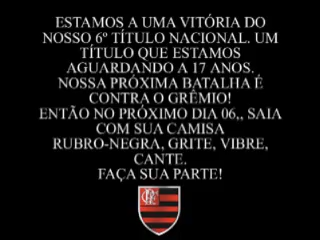 ESTAMOS A UMA VITÓRIA DO
NOSSO 6º TÍTULO NACIONAL. UM
TÍTULO QUE ESTAMOS
AGUARDANDO A 17 ANOS.
NOSSA PRÓXIMA BATALHA É
CONTRA O GRÊMIO!
ENTÃO NO PRÓXIMO DIA 06,, SAIA
COM SUA CAMISA
RUBRO-NEGRA, GRITE, VIBRE,
CANTE.
FAÇA SUA PARTE!